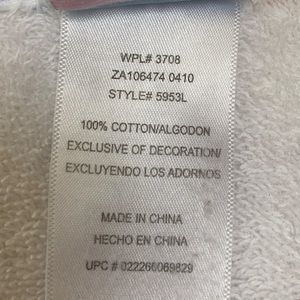 WPL# 3708
ZA106474 0410
STYLE# 5953L
100% COTTON/ALGODON
EXCLUSIVE OF DECORATION/
EXCLUYENDO LOS ADORNOS
MADE IN CHINA
HECHO EN CHINA
UPC # 022266069829